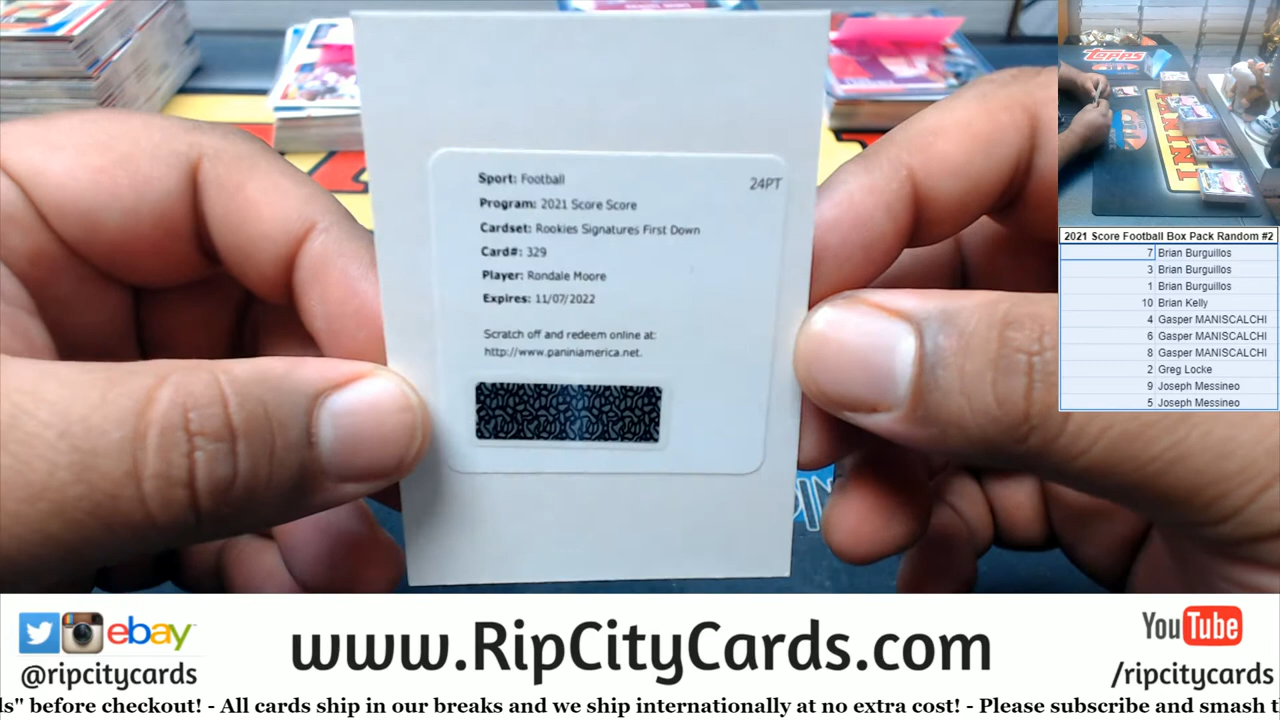 Sport: Football
24PT
Program: 2021 Score Score
Cardset: Rookies Signatures First Down
Card#: 329
Player: Rondale Moore
Expires: 11/07/2022
Scratch off and redeem online at:
http://www.paniniamerica.net.
Topps
2021 Score Football Box Pack Random #2
7 Brian Burguillos
3 Brian Burguillos
1 Brian Burguillos
10 Brian Kelly
4 Gasper MANISCALCHI
6 Gasper MANISCALCHI
8 Gasper MANISCALCHI
2 Greg Locke
9 Joseph Messineo
5 Joseph Messineo
ebay
@ripcitycards
www.RipCityCards.com
YouTube
/ripcitycards
ls" before checkout! - All cards ship in our breaks and we ship internationally at no extra cost! - Please subscribe and smash t